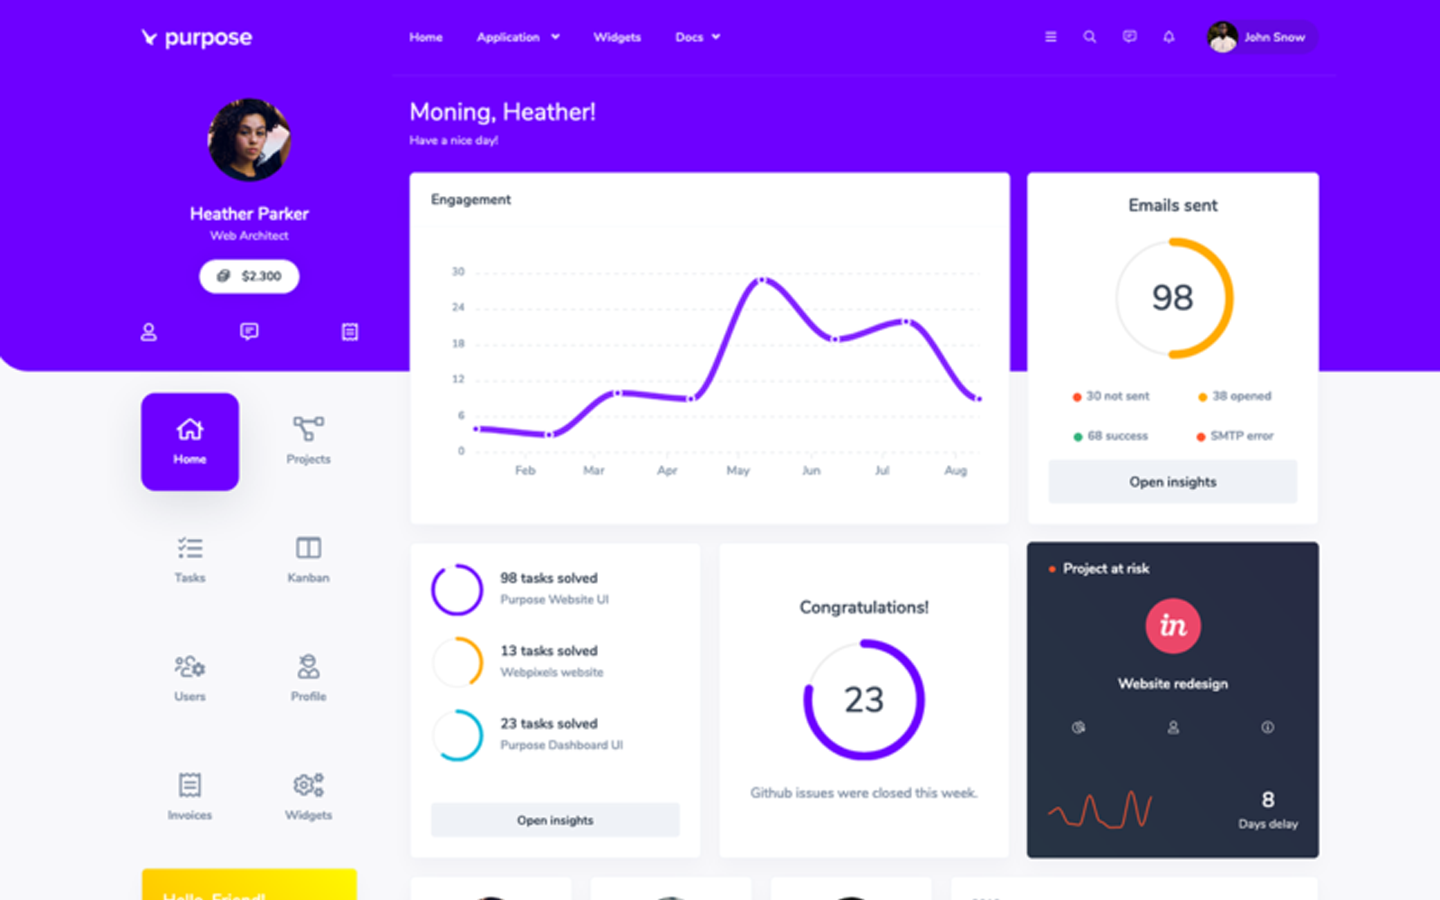 purpose
Home Application Widgets Docs
John Snow
Moning, Heather!
Have a nice day!
Heather Parker
Web Architect
$2.300
Home
Projects
Tasks
Kanban
Users
Profile
Invoices
Widgets
Hello, Friend!
Engagement
30
24
18
12
6
0
Feb Mar Apr May Jun Jul Aug
Emails sent
98
30 not sent 38 opened
68 success SMTP error
Open insights
98 tasks solved
Purpose Website UI
13 tasks solved
Webpixels website
23 tasks solved
Purpose Dashboard UI
Open insights
Congratulations!
23
Github issues were closed this week.
Project at risk
in
Website redesign
8
Days delay